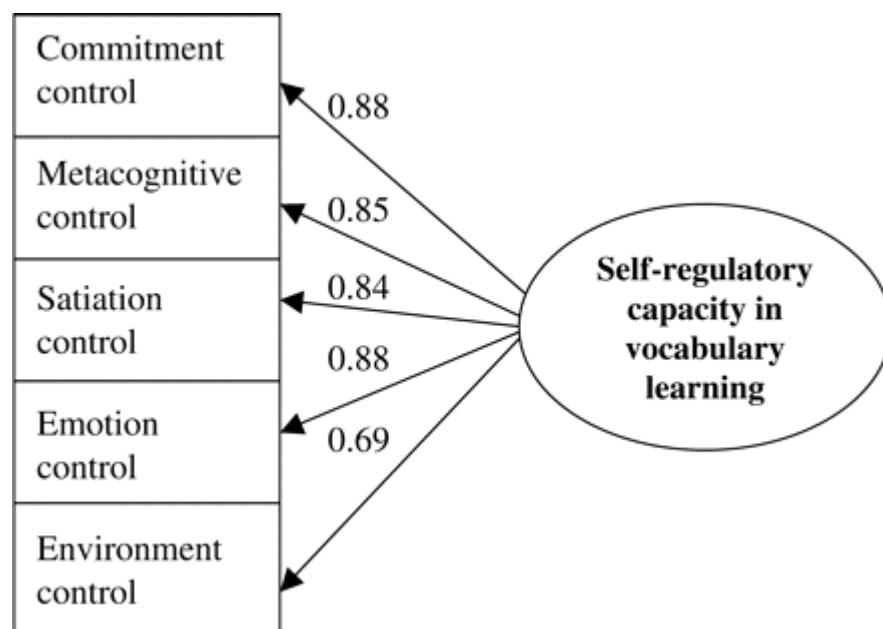 Commitment
control
0.88
Metacognitive
control
0.85
Satiation
control
0.84
0.88
Emotion
control
0.69
Environment
control
Self-regulatory
capacity in
vocabulary
learning